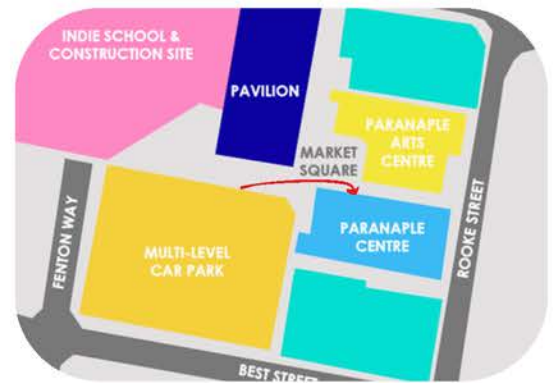 INDIE SCHOOL &
CONSTRUCTION SITE
PAVILION
PARANAPLE
ARTS
CENTRE
MARKET
SQUARE
PARANAPLE
CENTRE
ROOKE STREET
FENTON WAY
MULTI-LEVEL
CAR PARK
BEST STREET